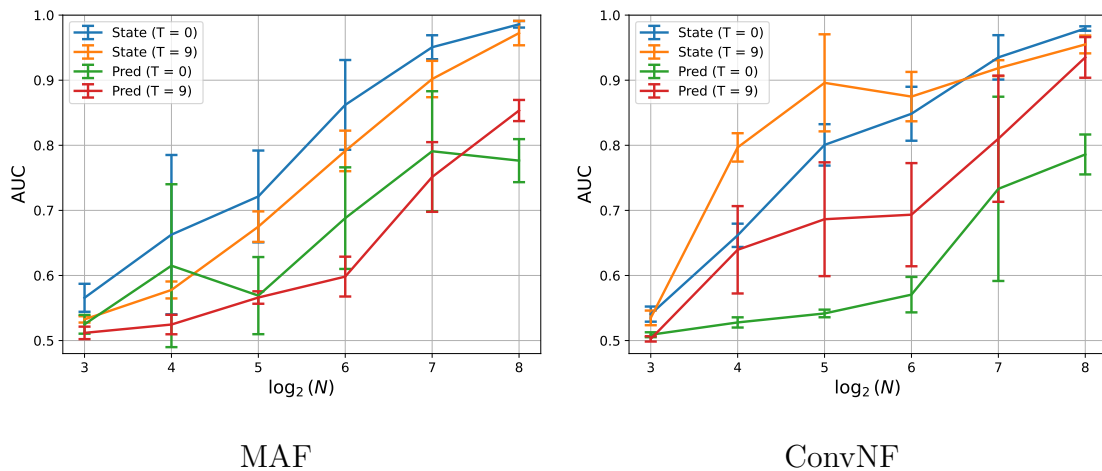 AUC
1.0
0.9
0.8
0.7
0.6
0.5
State (T = 0)
State (T = 9)
Pred (T = 0)
Pred (T = 9)
3 4 5 6 7 8
log₂ (N)
MAF
AUC
1.0
0.9
0.8
0.7
0.6
0.5
State (T = 0)
State (T = 9)
Pred (T = 0)
Pred (T = 9)
3 4 5 6 7 8
log₂ (N)
ConvNF